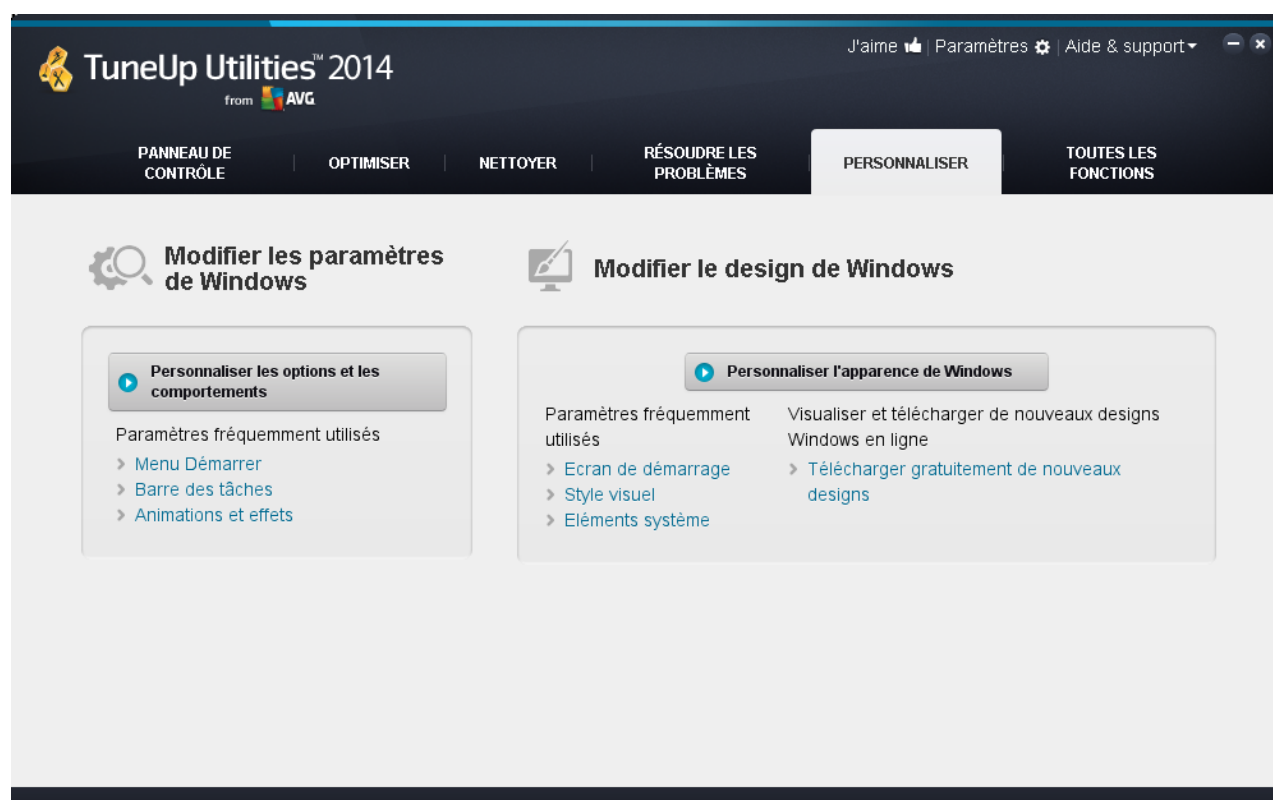 TuneUp Utilities™ 2014
from AVG
J'aime | Paramètres | Aide & support
PANNEAU DE
CONTRÔLE
OPTIMISER
NETTOYER
RÉSOUDRE LES
PROBLÈMES
PERSONNALISER
TOUTES LES
FONCTIONS
Modifier les paramètres
de Windows
Personnaliser les options et les
comportements
Paramètres fréquemment utilisés
Menu Démarrer
Barre des tâches
Animations et effets
Modifier le design de Windows
Personnaliser l'apparence de Windows
Paramètres fréquemment
utilisés
Ecran de démarrage
Style visuel
Eléments système
Visualiser et télécharger de nouveaux designs
Windows en ligne
Télécharger gratuitement de nouveaux
designs